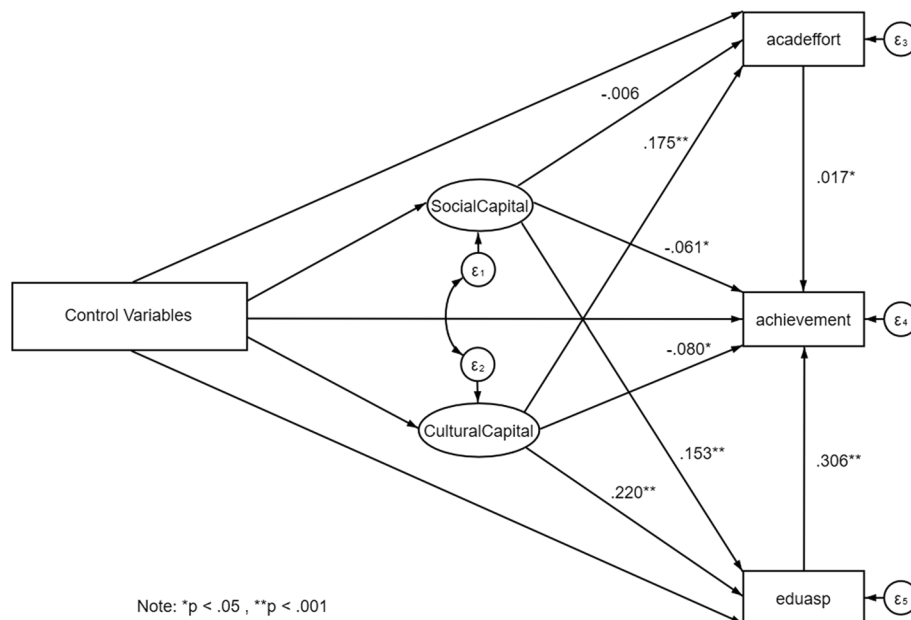 acadeffort
ε3
-.006
.175**
.017*
SocialCapital
-.061*
ε1
Control Variables
achievement
ε4
ε2
-.080*
CulturalCapital
.153**
.306**
.220**
eduasp
ε5
Note: *p < .05 , **p < .001